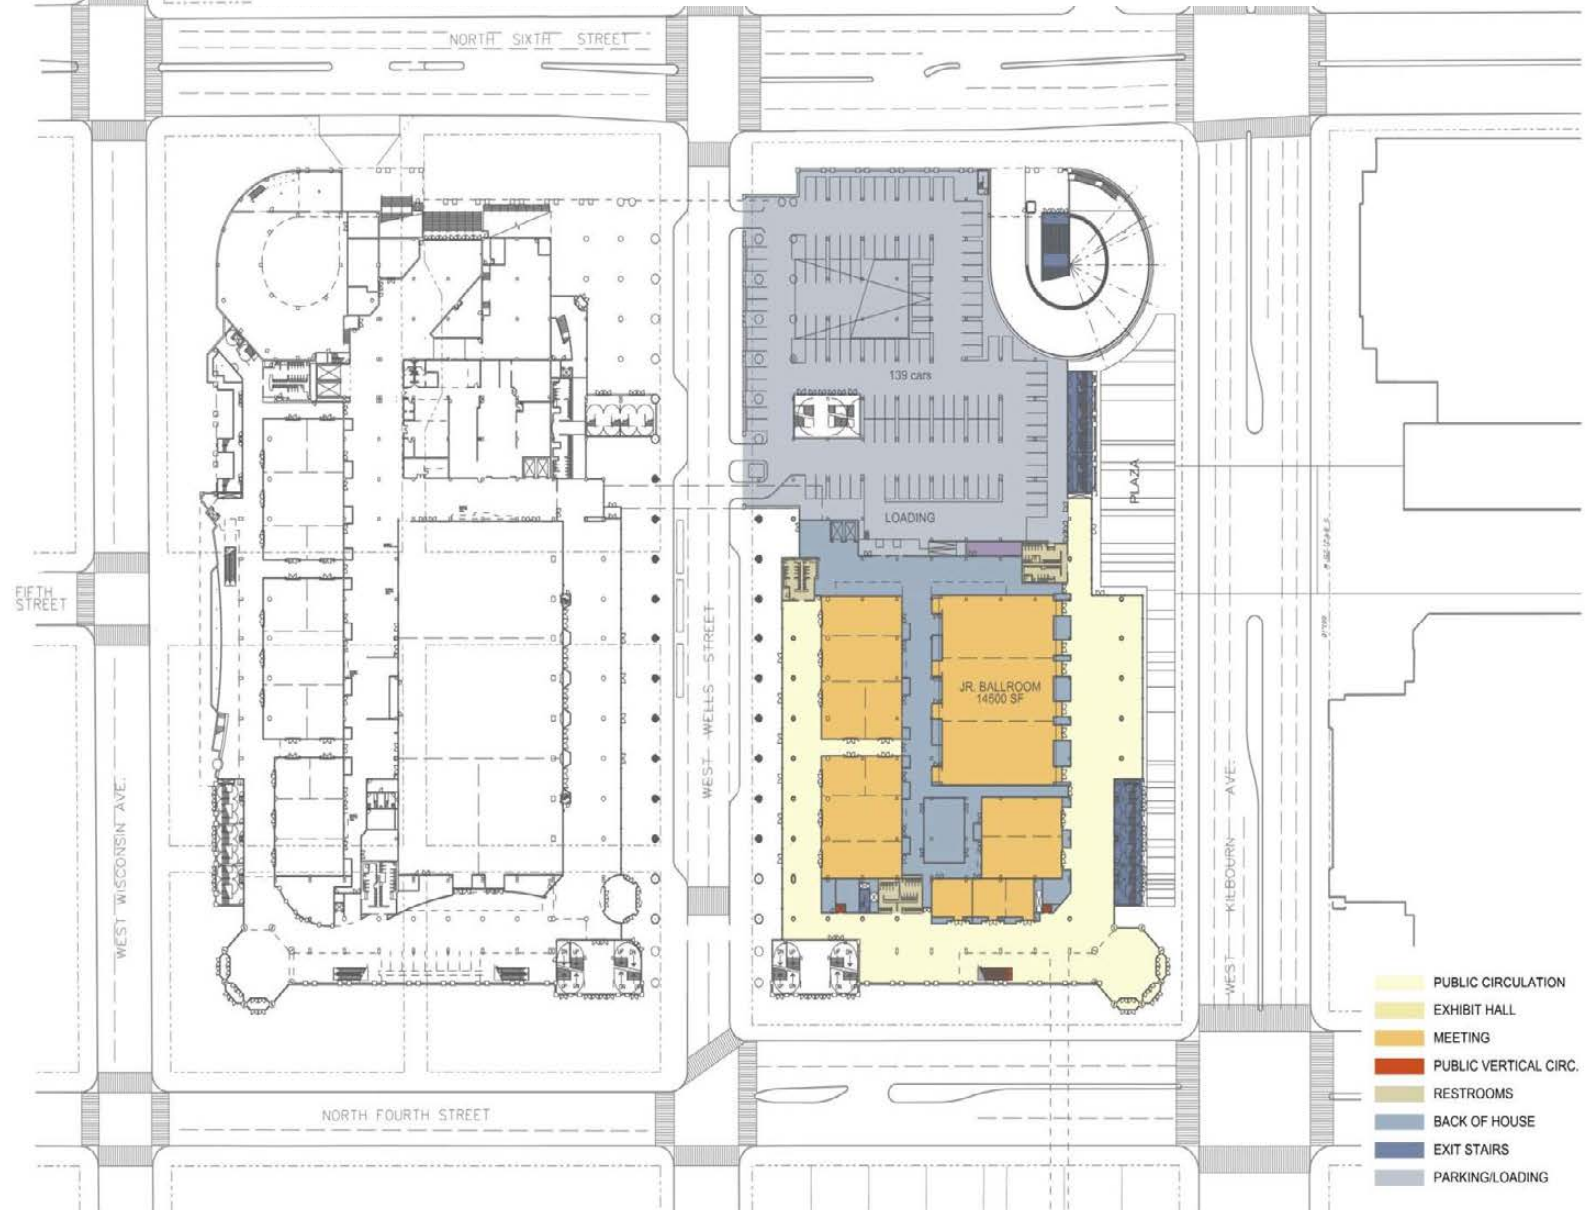 NORTH SIXTH STREET
139 cars
PLAZA
LOADING
FIFTH
STREET
WEST WELLS STREET
JR. BALLROOM
14500 SF
WEST WISCONSIN AVE.
WEST KILBOURN AVE.
PUBLIC CIRCULATION
EXHIBIT HALL
MEETING
PUBLIC VERTICAL CIRC.
RESTROOMS
BACK OF HOUSE
EXIT STAIRS
PARKING/LOADING
NORTH FOURTH STREET